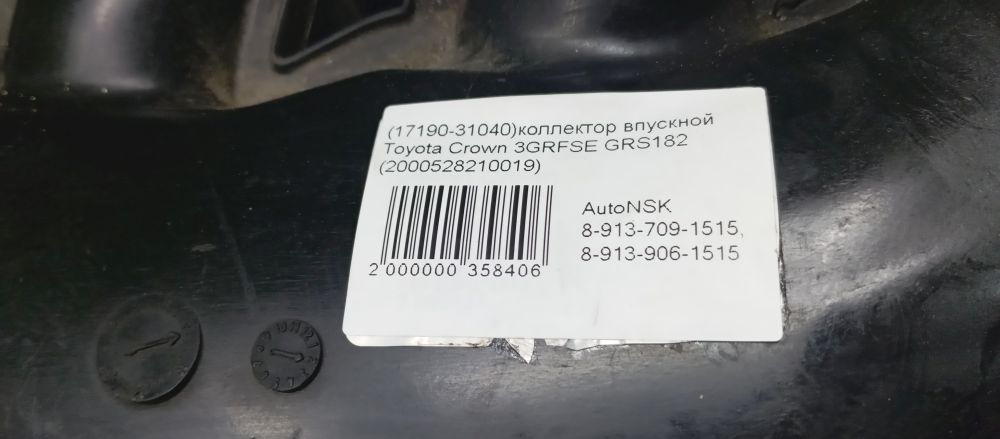 (17190-31040)коллектор впускной
Toyota Crown 3GRFSE GRS182
(2000528210019)
AutoNSK
8-913-709-1515,
8-913-906-1515
2 000000 358406